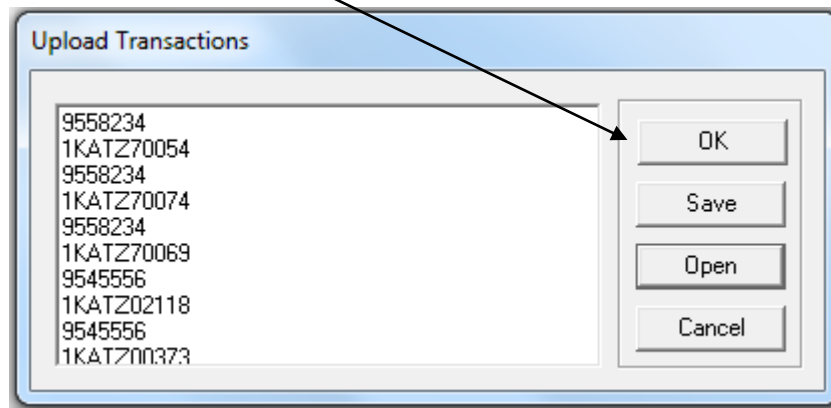 Upload Transactions
9558234
1KATZ70054
9558234
1KATZ70074
9558234
1KATZ70069
9545556
1KATZ02118
9545556
1KATZ00373
OK
Save
Open
Cancel